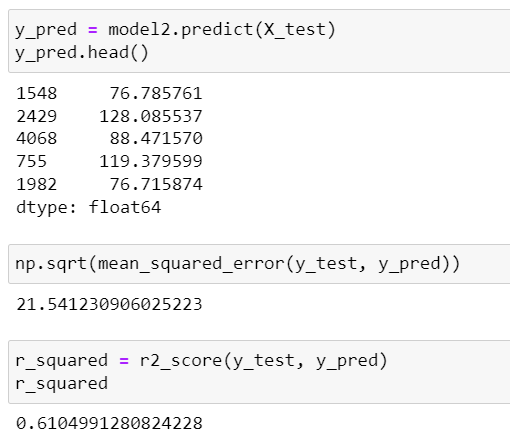 y_pred = model2.predict(X_test)
y_pred.head()
1548     76.785761
2429    128.085537
4068     88.471570
755     119.379599
1982     76.715874
dtype: float64
np.sqrt(mean_squared_error(y_test, y_pred))
21.541230906025223
r_squared = r2_score(y_test, y_pred)
r_squared
0.6104991280824228